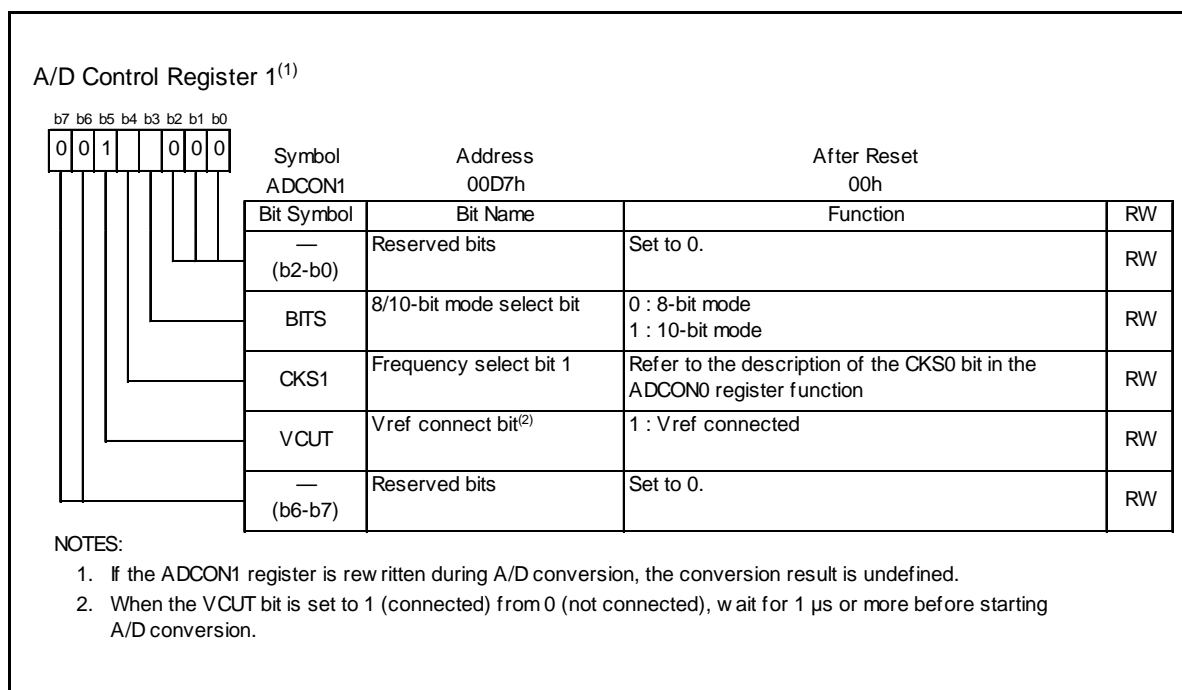 A/D Control Register 1(1)
b7 b6 b5 b4 b3 b2 b1 b0
0 0 1 0 0 0
Symbol Address After Reset
ADCON1 00D7h 00h
Bit Symbol Bit Name Function RW
— (b2-b0) Reserved bits Set to 0. RW
BITS 8/10-bit mode select bit 0 : 8-bit mode
1 : 10-bit mode RW
CKS1 Frequency select bit 1 Refer to the description of the CKS0 bit in the
ADCON0 register function RW
VCUT Vref connect bit(2) 1 : Vref connected RW
— (b6-b7) Reserved bits Set to 0. RW
NOTES:
1. If the ADCON1 register is rewritten during A/D conversion, the conversion result is undefined.
2. When the VCUT bit is set to 1 (connected) from 0 (not connected), wait for 1 µs or more before starting
A/D conversion.